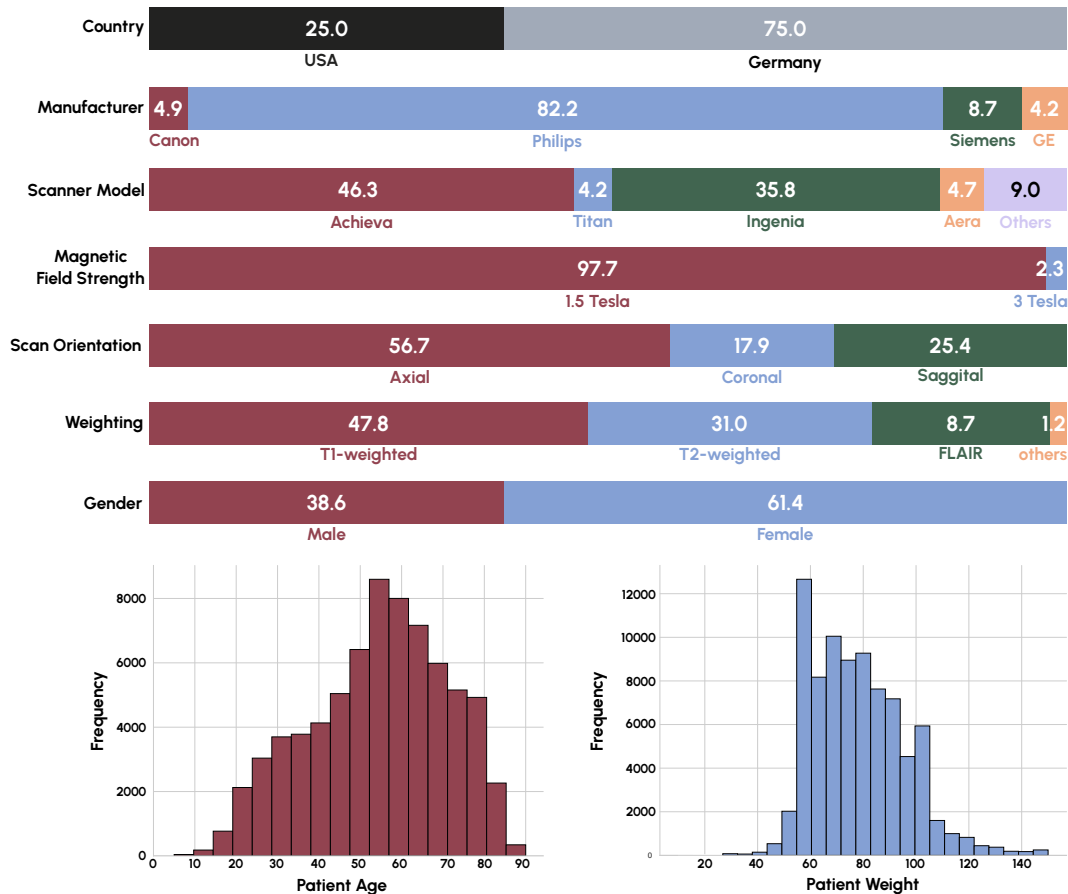 Country
25.0
75.0
USA
Germany
Manufacturer
4.9
82.2
8.7
4.2
Canon
Philips
Siemens
GE
Scanner Model
46.3
4.2
35.8
4.7
9.0
Achieva
Titan
Ingenia
Aera
Others
Magnetic
Field Strength
97.7
2.3
1.5 Tesla
3 Tesla
Scan Orientation
56.7
17.9
25.4
Axial
Coronal
Saggital
Weighting
47.8
31.0
8.7
1.2
T1-weighted
T2-weighted
FLAIR
others
Gender
38.6
61.4
Male
Female
Frequency
8000
6000
4000
2000
0
0 10 20 30 40 50 60 70 80 90
Patient Age
Frequency
12000
10000
8000
6000
4000
2000
0
20 40 60 80 100 120 140
Patient Weight